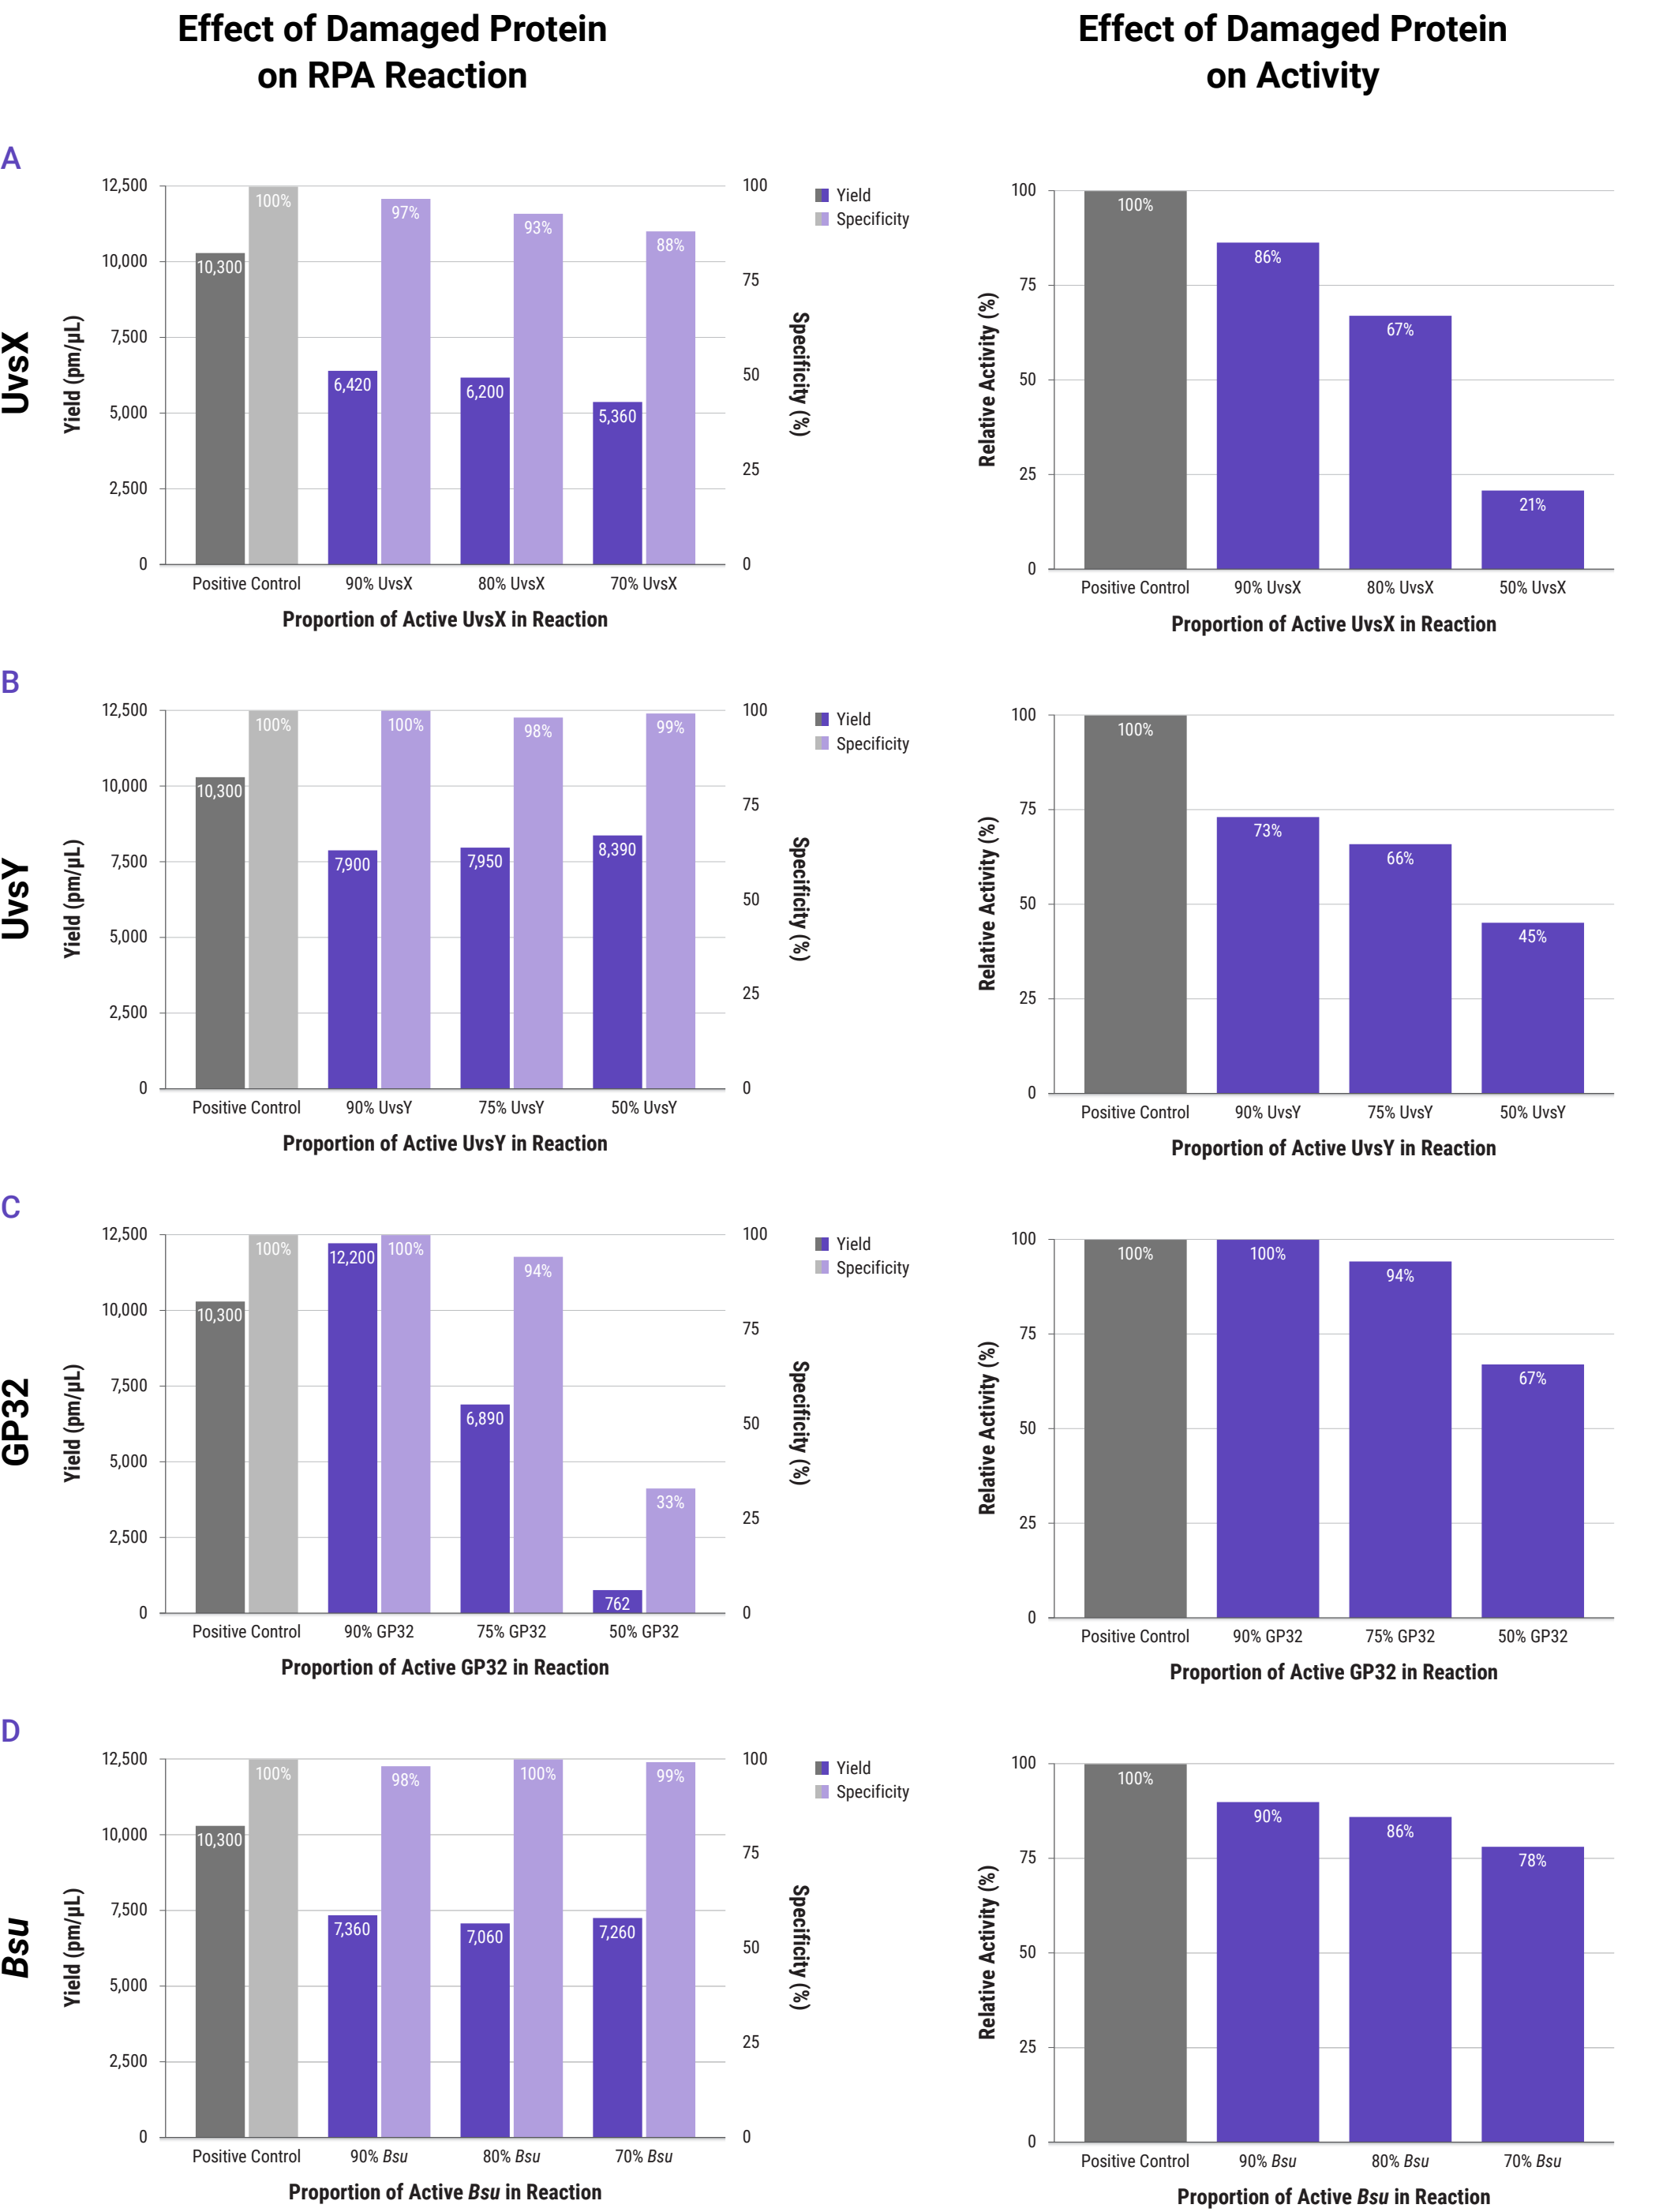 Effect of Damaged Protein
on RPA Reaction
Effect of Damaged Protein
on Activity
A
UvsX
12,500
10,000
7,500
5,000
2,500
0
Yield (pm/µL)
100%
10,300
97%
6,420
93%
6,200
88%
5,360
100
75
50
25
0
Specificity (%)
Yield
Specificity
Positive Control
90% UvsX
80% UvsX
70% UvsX
Proportion of Active UvsX in Reaction
100
75
50
25
0
Relative Activity (%)
100%
86%
67%
21%
Positive Control
90% UvsX
80% UvsX
50% UvsX
Proportion of Active UvsX in Reaction
B
UvsY
12,500
10,000
7,500
5,000
2,500
0
Yield (pm/µL)
100%
10,300
100%
7,900
98%
7,950
99%
8,390
100
75
50
25
0
Specificity (%)
Yield
Specificity
Positive Control
90% UvsY
75% UvsY
50% UvsY
Proportion of Active UvsY in Reaction
100
75
50
25
0
Relative Activity (%)
100%
73%
66%
45%
Positive Control
90% UvsY
75% UvsY
50% UvsY
Proportion of Active UvsY in Reaction
C
GP32
12,500
10,000
7,500
5,000
2,500
0
Yield (pm/µL)
100%
10,300
12,200
100%
94%
6,890
33%
762
100
75
50
25
0
Specificity (%)
Yield
Specificity
Positive Control
90% GP32
75% GP32
50% GP32
Proportion of Active GP32 in Reaction
100
75
50
25
0
Relative Activity (%)
100%
100%
94%
67%
Positive Control
90% GP32
75% GP32
50% GP32
Proportion of Active GP32 in Reaction
D
Bsu
12,500
10,000
7,500
5,000
2,500
0
Yield (pm/µL)
100%
10,300
98%
7,360
100%
7,060
99%
7,260
100
75
50
25
0
Specificity (%)
Yield
Specificity
Positive Control
90% Bsu
80% Bsu
70% Bsu
Proportion of Active Bsu in Reaction
100
75
50
25
0
Relative Activity (%)
100%
90%
86%
78%
Positive Control
90% Bsu
80% Bsu
70% Bsu
Proportion of Active Bsu in Reaction